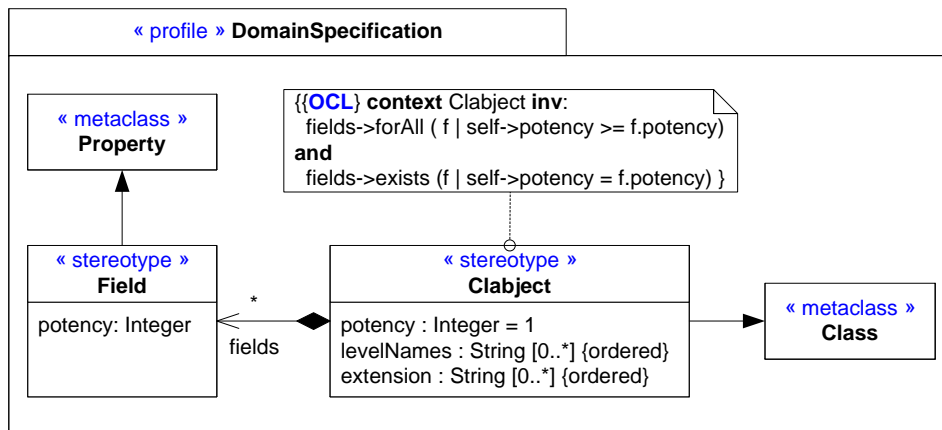 « profile » DomainSpecification
{{OCL} context Clabject inv:
fields->forAll ( f | self->potency >= f.potency)
and
fields->exists (f | self->potency = f.potency) }
« metaclass »
Property
« stereotype »
Field
potency: Integer
*
fields
« stereotype »
Clabject
potency : Integer = 1
levelNames : String [0..*] {ordered}
extension : String [0..*] {ordered}
« metaclass »
Class